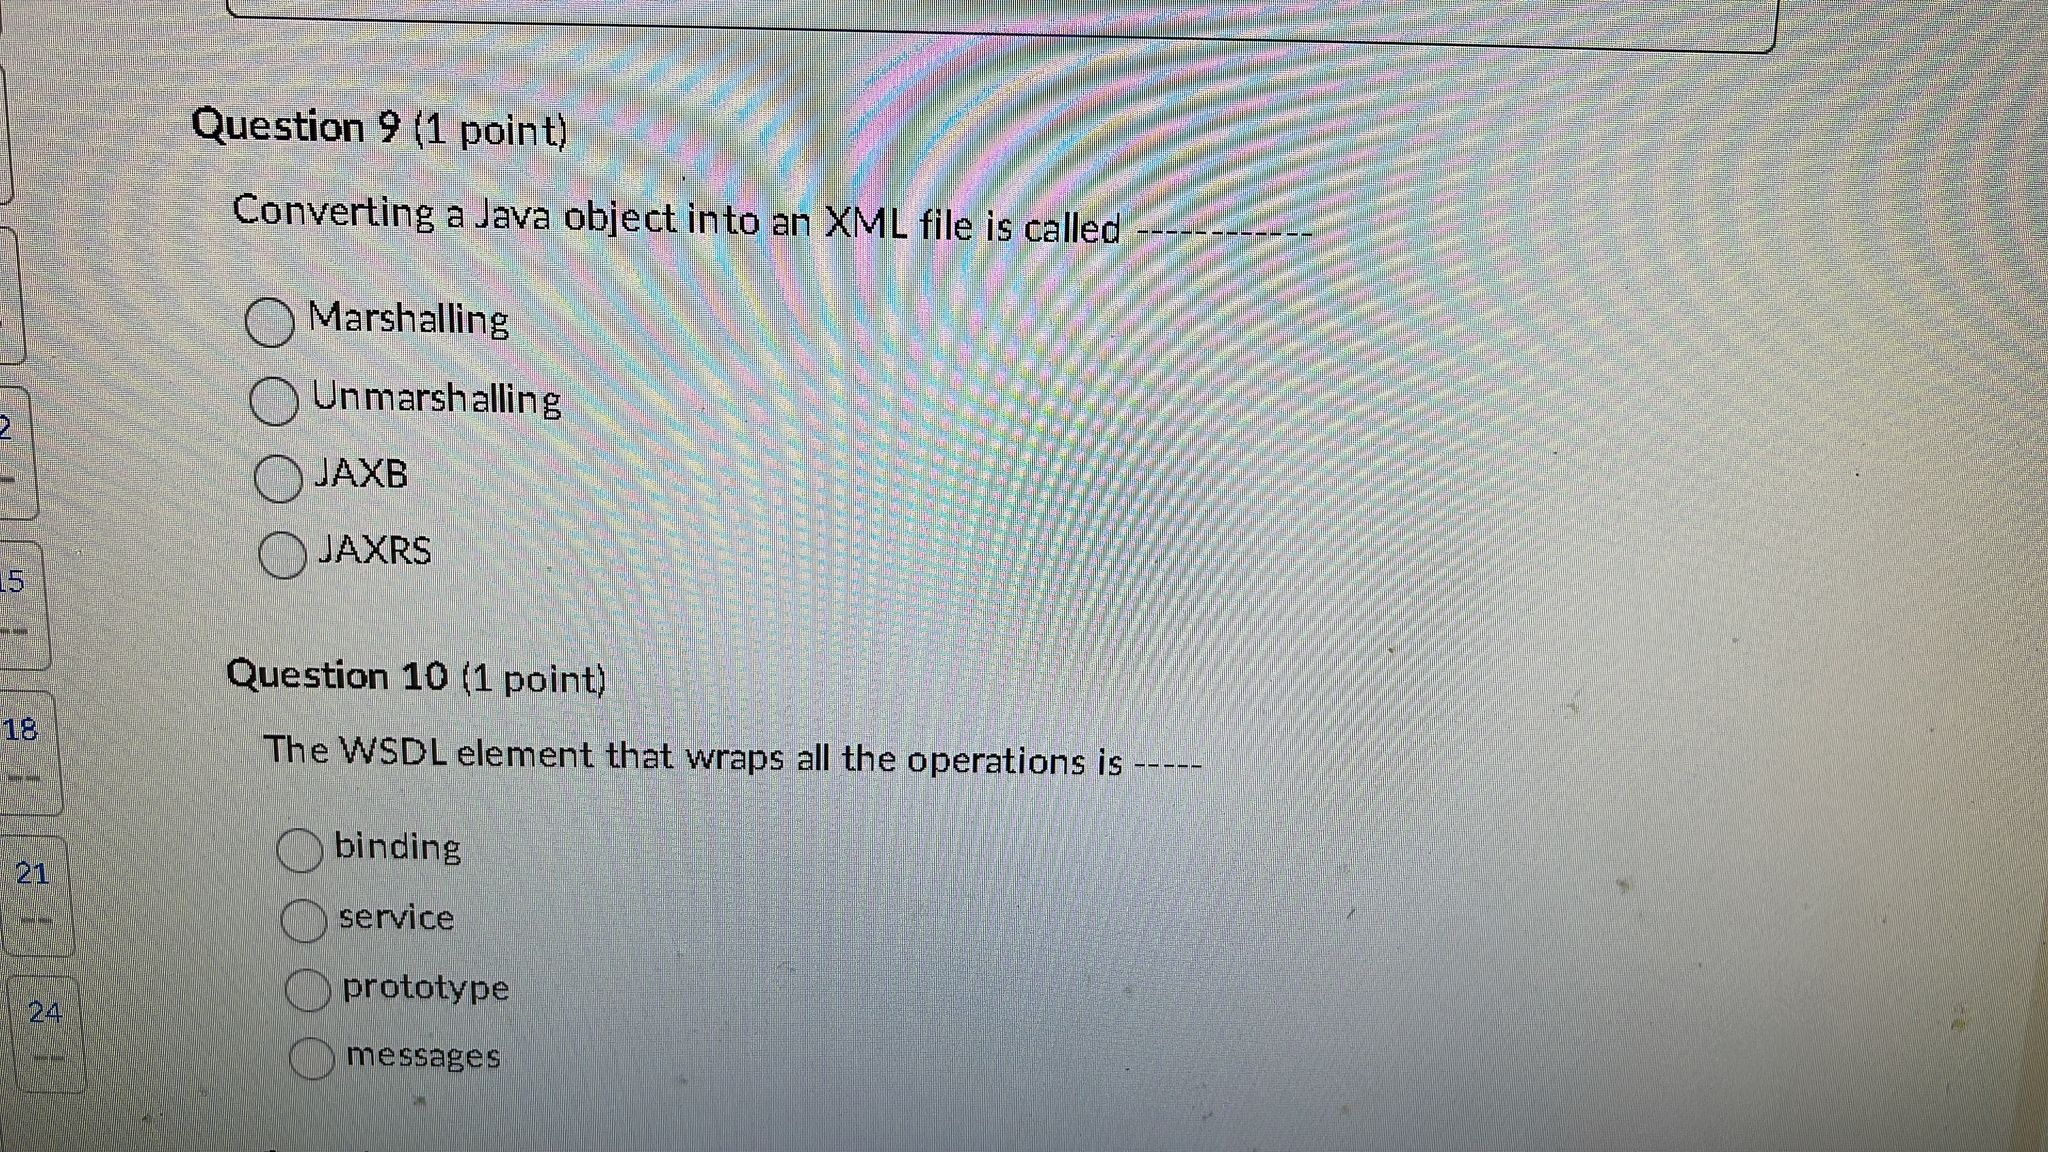 Question 9 (1 point)
Converting a Java object into an XML file is called ------------
Marshalling
Unmarshalling
JAXB
JAXRS
Question 10 (1 point)
The WSDL element that wraps all the operations is -----
binding
service
prototype
messages
2
--
15
--
18
--
21
--
24
--